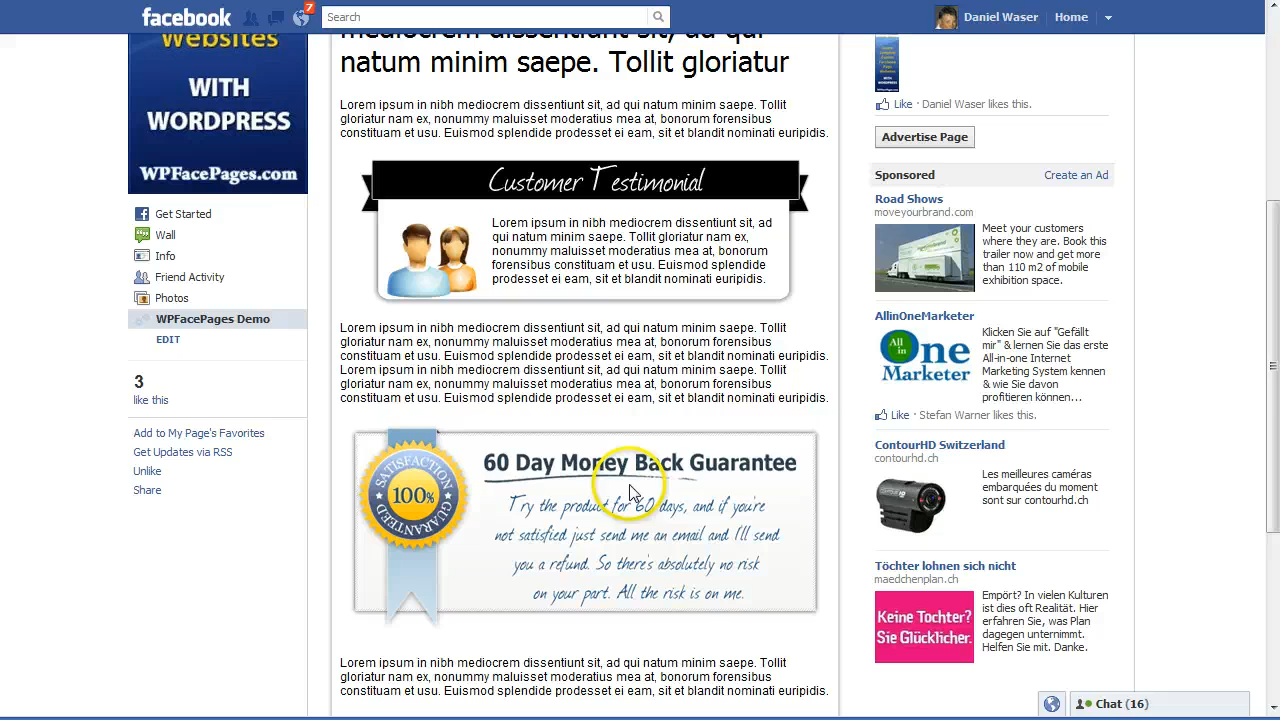 facebook
7
Search
Daniel Waser
Home
Websites
WITH
WORDPRESS
WPFacePages.com
Get Started
Wall
Info
Friend Activity
Photos
WPFacePages Demo
EDIT
3
like this
Add to My Page's Favorites
Get Updates via RSS
Unlike
Share
mediocrem dissentiunt sit, ad qui
natum minim saepe. Tollit gloriatur
Lorem ipsum in nibh mediocrem dissentiunt sit, ad qui natum minim saepe. Tollit
gloriatur nam ex, nonummy maluisset moderatius mea at, bonorum forensibus
constituam et usu. Euismod splendide prodesset ei eam, sit et blandit nominati euripidis.
Customer Testimonial
Lorem ipsum in nibh mediocrem dissentiunt sit, ad
qui natum minim saepe. Tollit gloriatur nam ex,
nonummy maluisset moderatius mea at, bonorum
forensibus constituam et usu. Euismod splendide
prodesset ei eam, sit et blandit nominati euripidis.
Lorem ipsum in nibh mediocrem dissentiunt sit, ad qui natum minim saepe. Tollit
gloriatur nam ex, nonummy maluisset moderatius mea at, bonorum forensibus
constituam et usu. Euismod splendide prodesset ei eam, sit et blandit nominati euripidis.
Lorem ipsum in nibh mediocrem dissentiunt sit, ad qui natum minim saepe. Tollit
gloriatur nam ex, nonummy maluisset moderatius mea at, bonorum forensibus
constituam et usu. Euismod splendide prodesset ei eam, sit et blandit nominati euripidis.
SATISFACTION
100%
GUARANTEED
60 Day Money Back Guarantee
Try the product for 60 days, and if you're
not satisfied just send me an email and I'll send
you a refund. So there's absolutely no risk
on your part. All the risk is on me.
Lorem ipsum in nibh mediocrem dissentiunt sit, ad qui natum minim saepe. Tollit
gloriatur nam ex, nonummy maluisset moderatius mea at, bonorum forensibus
constituam et usu. Euismod splendide prodesset ei eam, sit et blandit nominati euripidis.
Like · Daniel Waser likes this.
Advertise Page
Sponsored
Create an Ad
Road Shows
moveyourbrand.com
Meet your customers
where they are. Book this
trailer now and get more
than 110 m2 of mobile
exhibition space.
AllinOneMarketer
All
in
One
Marketer
Klicken Sie auf "Gefällt
mir" & lernen Sie das erste
All-in-one Internet
Marketing System kennen
& wie Sie davon
profitieren können...
Like · Stefan Warner likes this.
ContourHD Switzerland
contourhd.ch
Les meilleures caméras
embarquées du moment
sont sur contourhd.ch
Töchter lohnen sich nicht
maedchenplan.ch
Keine Töchter?
Sie Glücklicher.
Empört? In vielen Kulturen
ist dies oft Realität. Hier
erfahren Sie, was Plan
dagegen unternimmt.
Helfen Sie mit. Danke.
Chat (16)